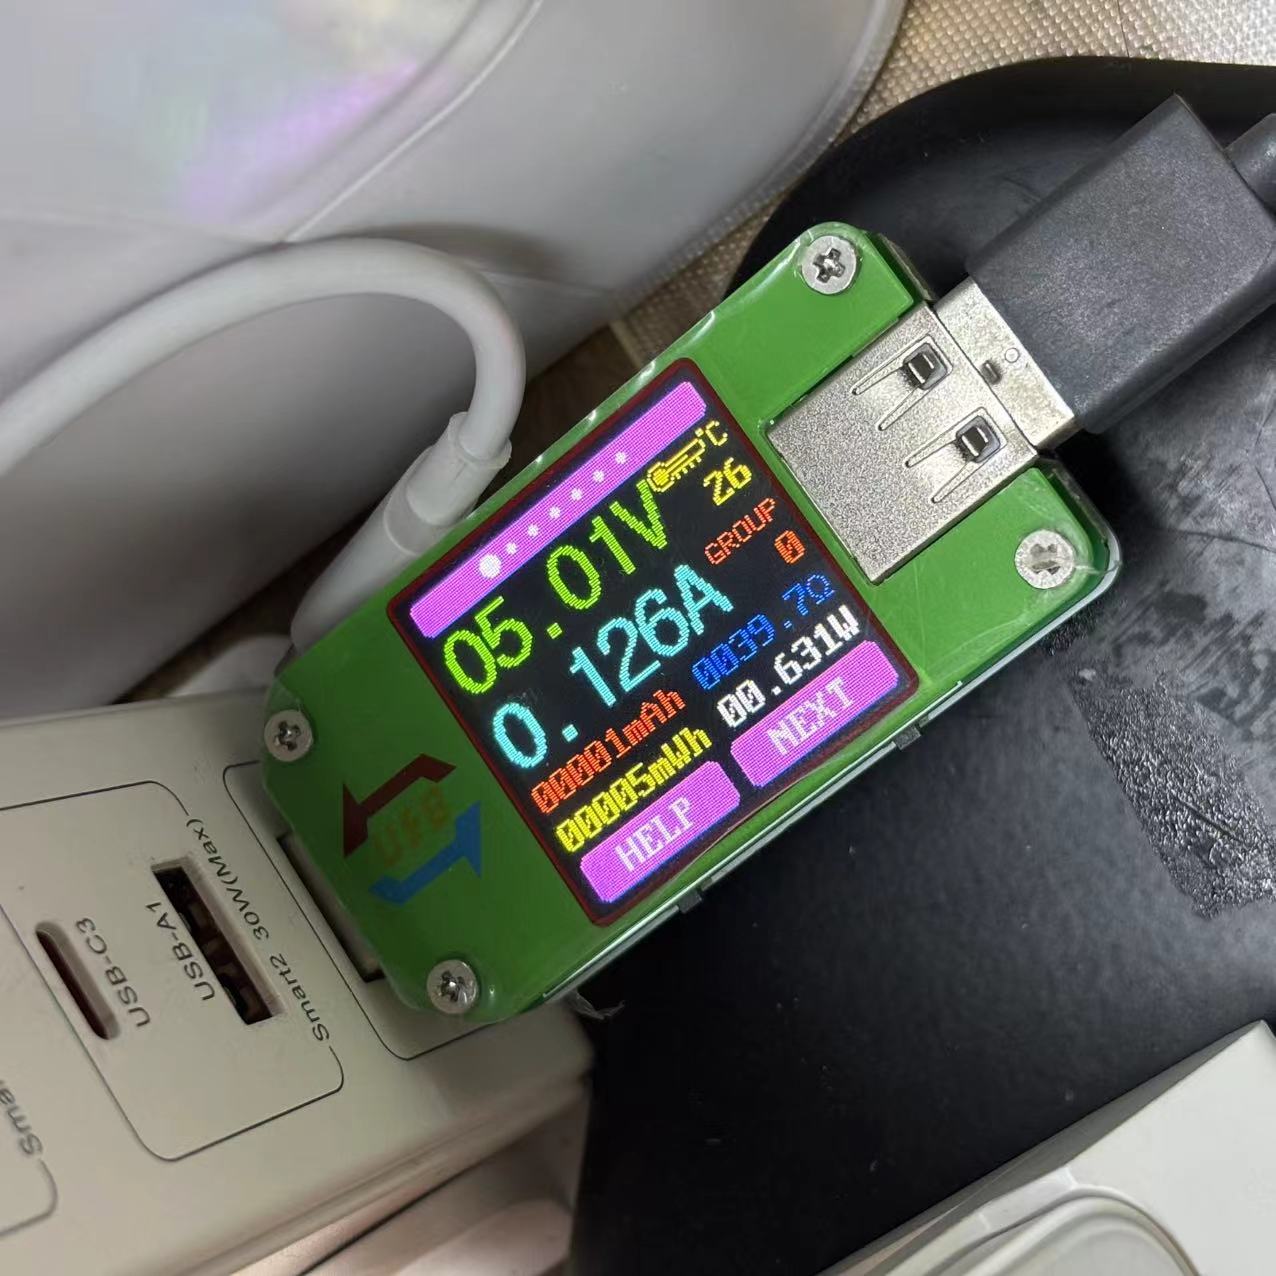 05.01V
°C
26
0.126A
GROUP
0
00001mAh
0039.7Ω
00005mWh
00.631W
HELP
NEXT
USB-C3
USB-A1
Smart2 30W(Max)